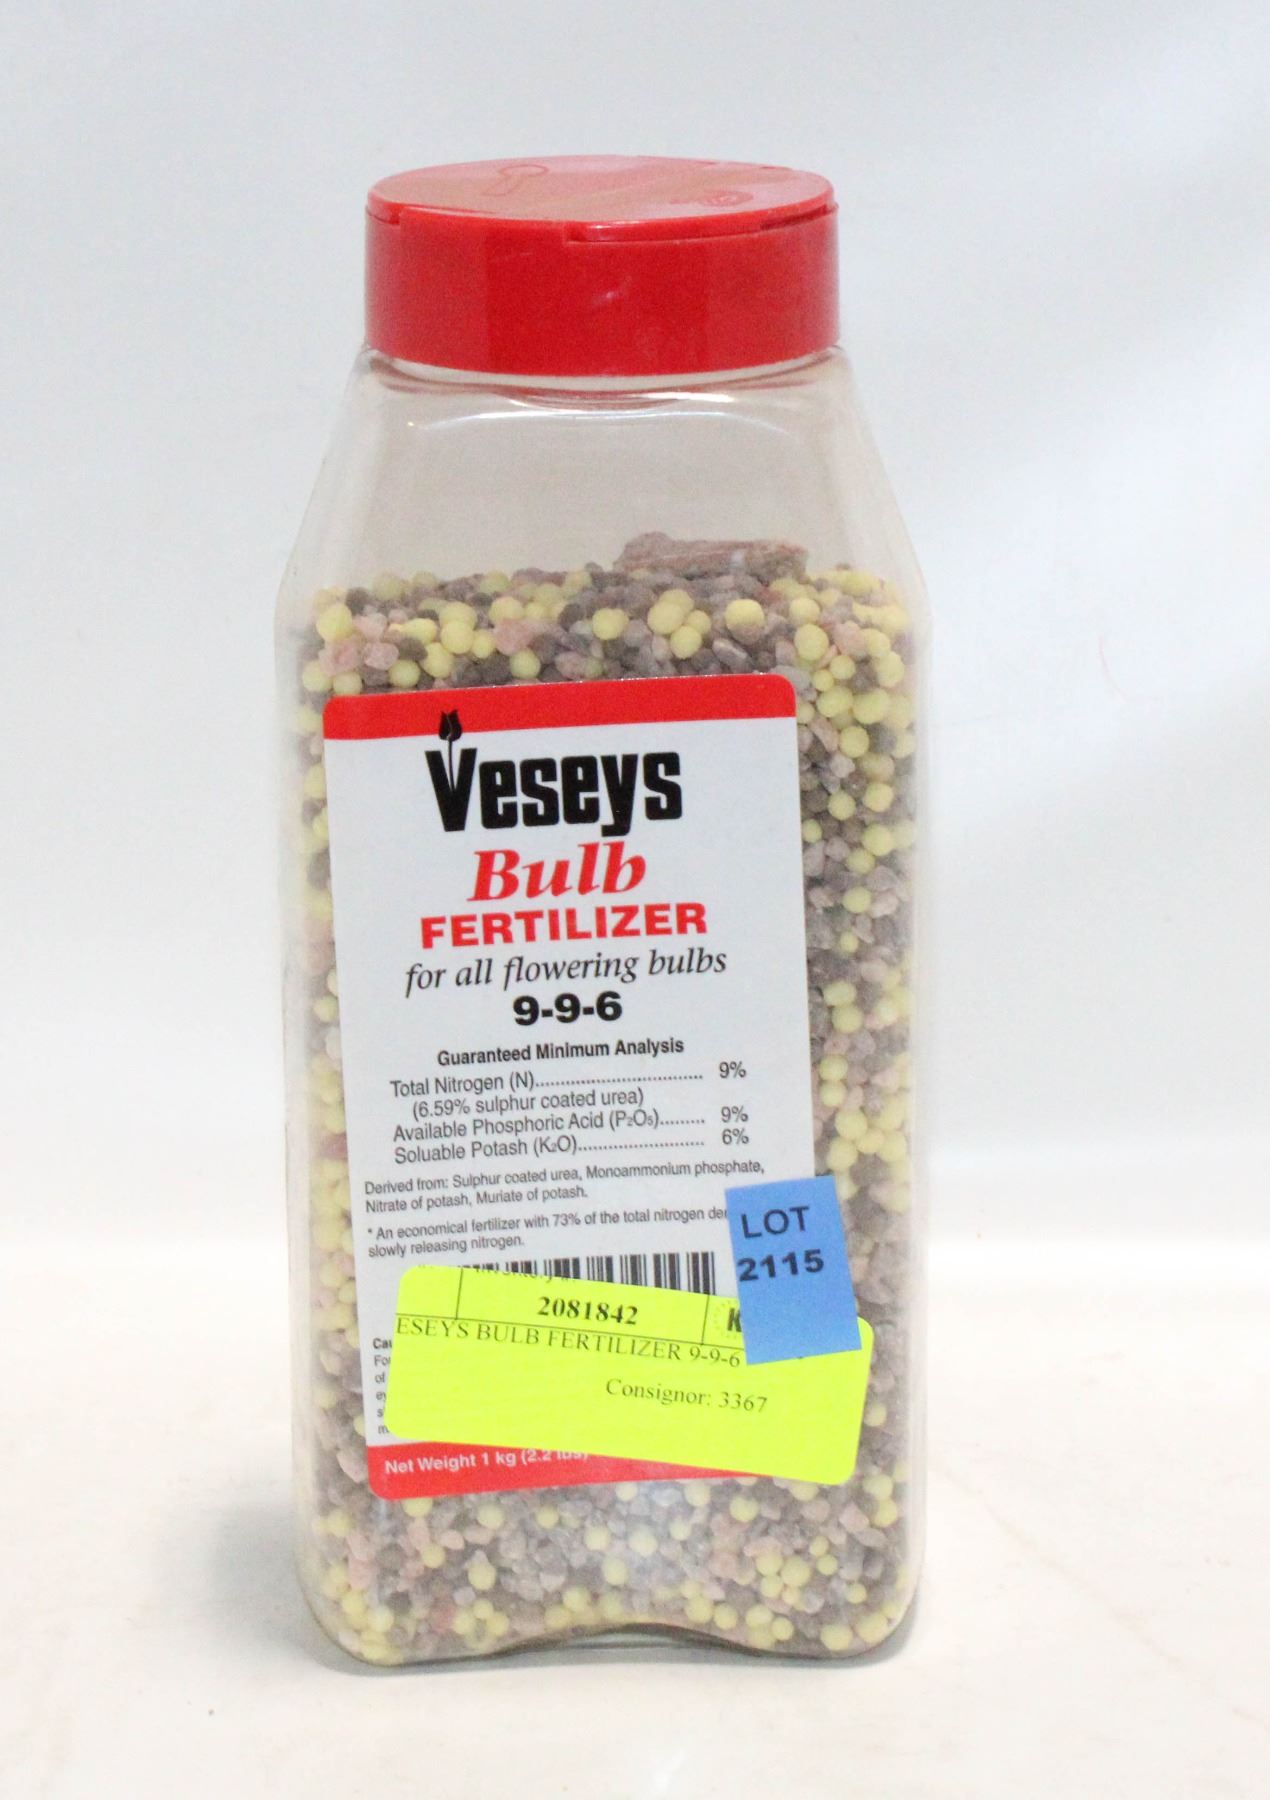 Veseys
Bulb
FERTILIZER
for all flowering bulbs
9-9-6
Guaranteed Minimum Analysis
Total Nitrogen (N)............................... 9%
(6.59% sulphur coated urea)
Available Phosphoric Acid (P₂O₅)......... 9%
Soluable Potash (K₂O)........................ 6%
Derived from: Sulphur coated urea, Monoammonium phosphate,
Nitrate of potash, Muriate of potash.
* An economical fertilizer with 73% of the total nitrogen
slowly releasing nitrogen.
LOT
2115
2081842 K
ESEYS BULB FERTILIZER 9-9-6
Consignor: 3367
Net Weight 1 kg (2.2 lbs)